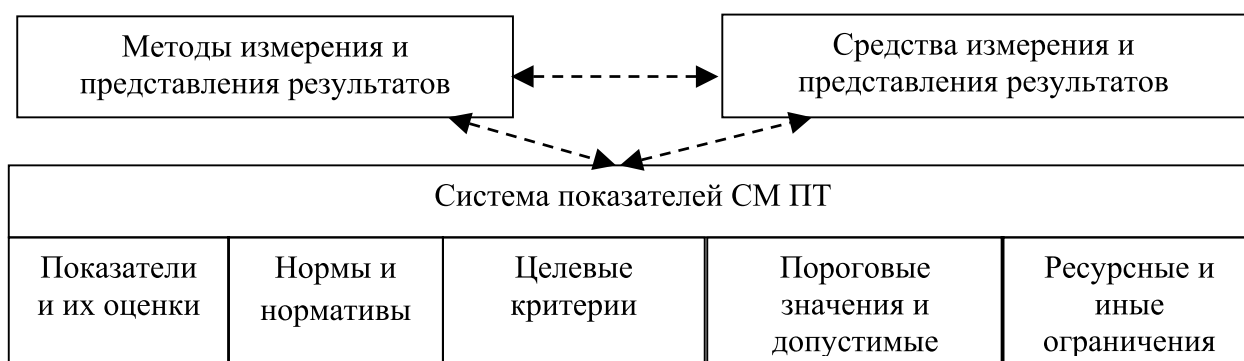 Методы измерения и
представления результатов
Средства измерения и
представления результатов
Система показателей СМ ПТ
Показатели
и их оценки
Нормы и
нормативы
Целевые
критерии
Пороговые
значения и
допустимые
Ресурсные и
иные
ограничения